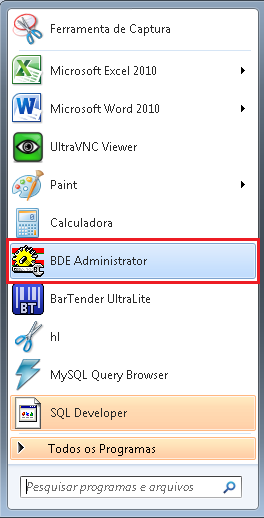 Ferramenta de Captura
Microsoft Excel 2010
Microsoft Word 2010
UltraVNC Viewer
Paint
Calculadora
BDE Administrator
BarTender UltraLite
BT
hl
MySQL Query Browser
SQL Developer
Todos os Programas
Pesquisar programas e arquivos